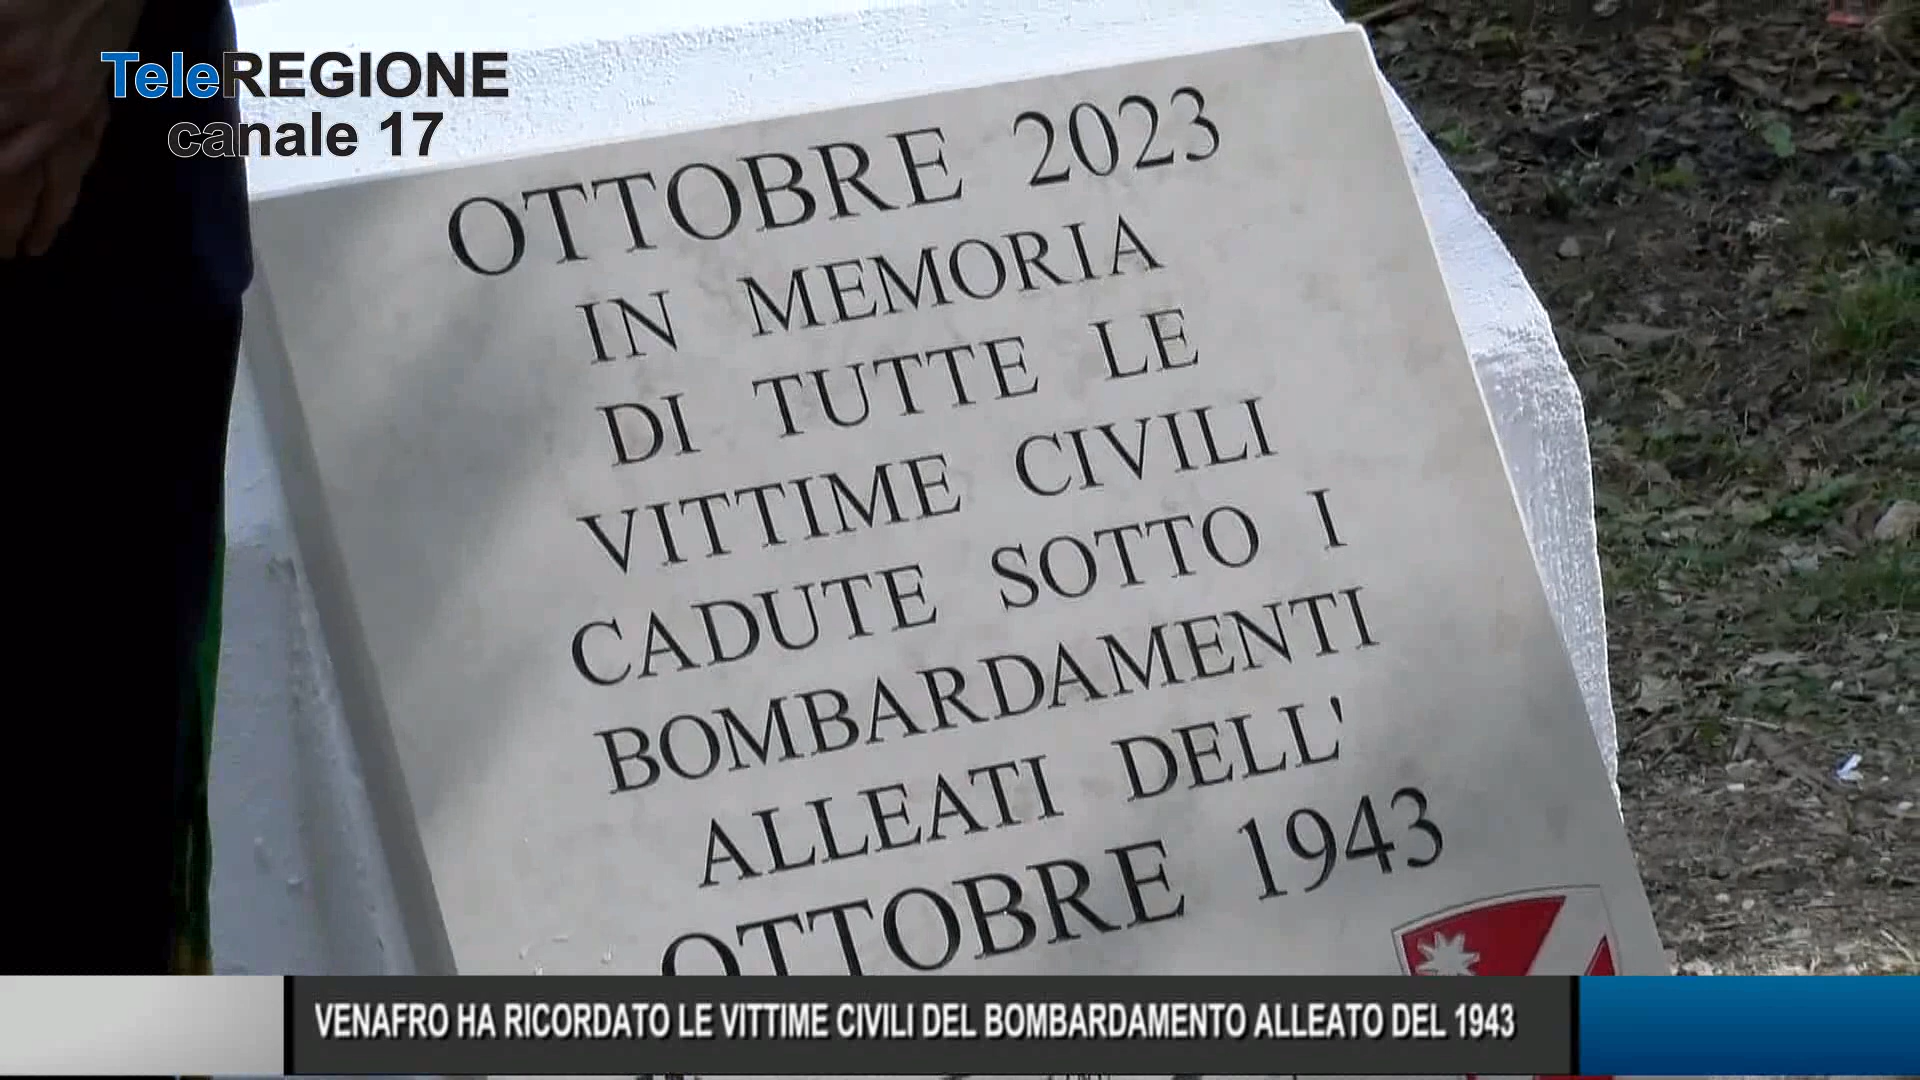 TeleREGIONE
canale 17
OTTOBRE 2023
IN MEMORIA
DI TUTTE LE
VITTIME CIVILI
CADUTE SOTTO I
BOMBARDAMENTI
ALLEATI DELL'
OTTOBRE 1943
VENAFRO HA RICORDATO LE VITTIME CIVILI DEL BOMBARDAMENTO ALLEATO DEL 1943